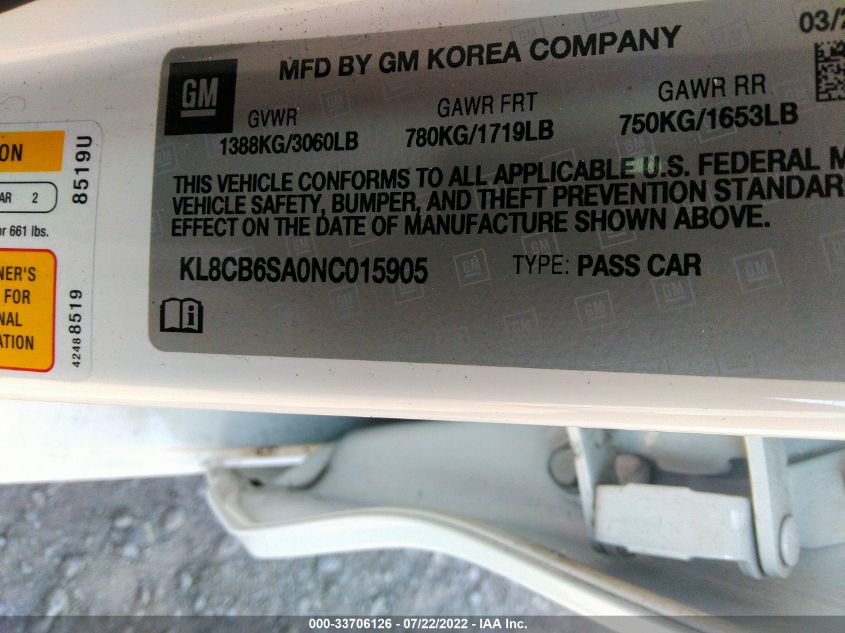 MFD BY GM KOREA COMPANY
03/2
GM
GVWR
1388KG/3060LB
GAWR FRT
780KG/1719LB
GAWR RR
750KG/1653LB
THIS VEHICLE CONFORMS TO ALL APPLICABLE U.S. FEDERAL M
VEHICLE SAFETY, BUMPER, AND THEFT PREVENTION STANDAR
EFFECT ON THE DATE OF MANUFACTURE SHOWN ABOVE.
KL8CB6SA0NC015905
TYPE: PASS CAR
ON
AR 2
or 661 lbs.
NER'S
FOR
NAL
ATION
8519U
42488519
000-33706126 - 07/22/2022 - IAA Inc.